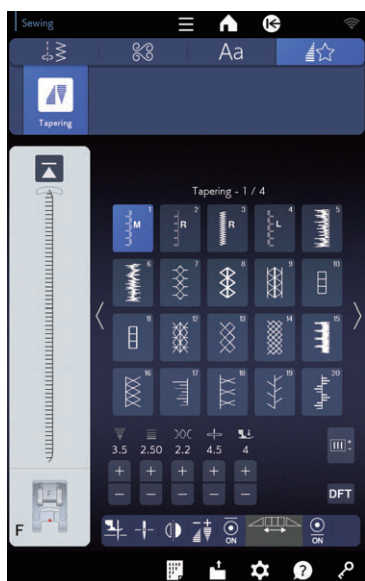 Sewing
Aa
Tapering
Tapering - 1 / 4
1 2 3 4 5
M R R L
6 7 8 9 10
11 12 13 14 15
16 17 18 19 20
3.5 2.50 2.2 4.5 4
+ + + + +
− − − − −
DFT
F
F
ON ON
?